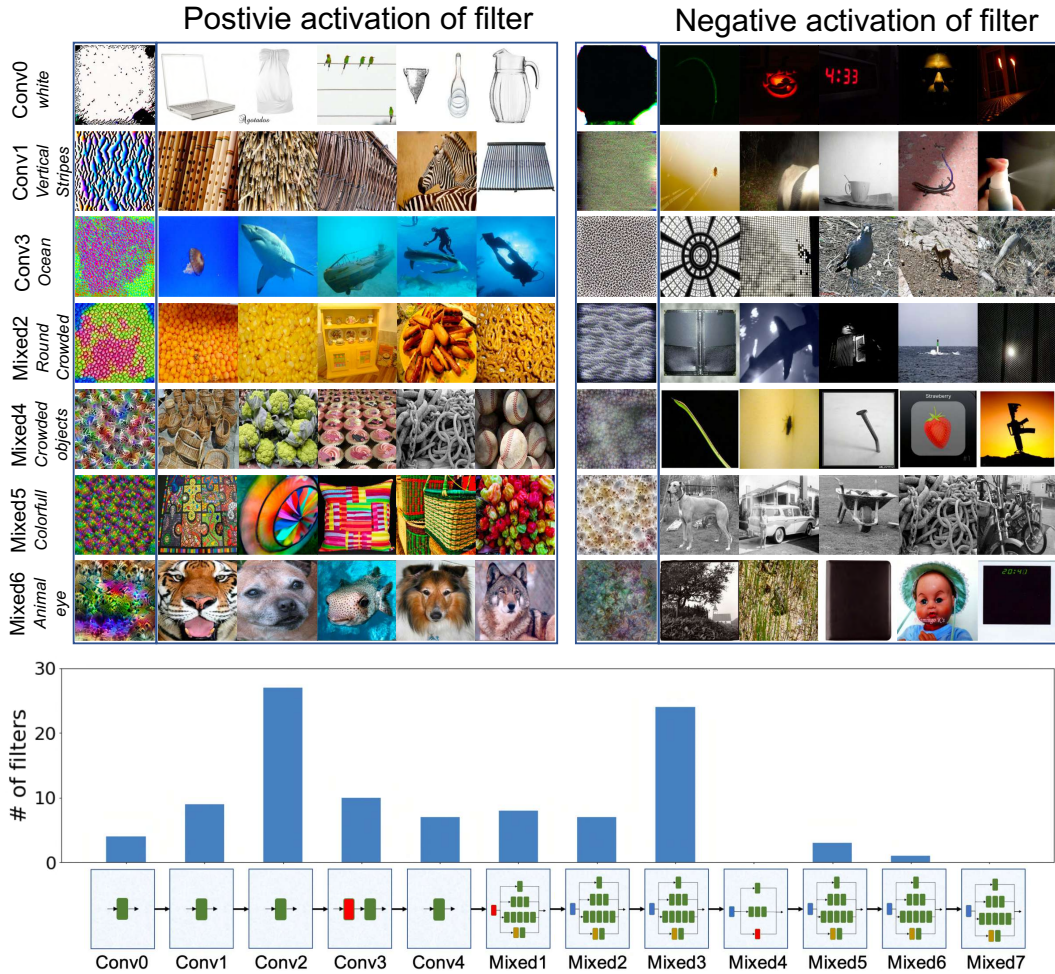 Postivie activation of filter
Negative activation of filter
Conv0
white
Agatadan
4:33
Conv1
Vertical
Stripes
Conv3
Ocean
Mixed2
Round
Crowded
Mixed4
Crowded
objects
Strawberry
Mixed5
Colorfull
Mixed6
Animal
eye
# of filters
30
20
10
0
Conv0
Conv1
Conv2
Conv3
Conv4
Mixed1
Mixed2
Mixed3
Mixed4
Mixed5
Mixed6
Mixed7